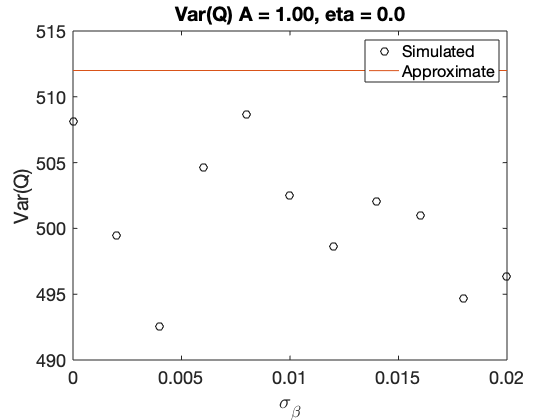 Var(Q) A = 1.00, eta = 0.0
515
510
505
500
495
490
Var(Q)
Simulated
Approximate
0
0.005
0.01
0.015
0.02
σβ